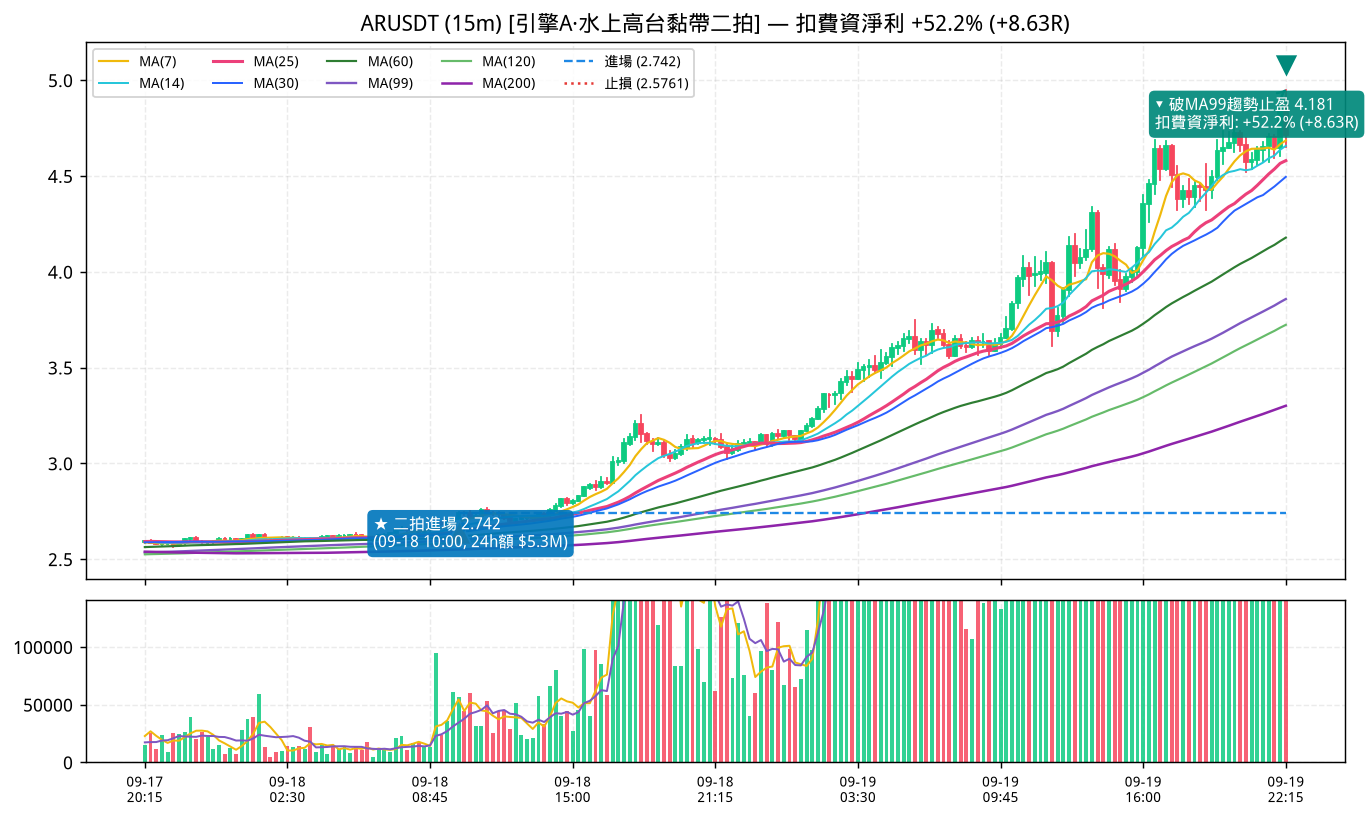 ARUSDT (15m) [引擎A·水上高台黏帶二拍] — 扣費資淨利 +52.2% (+8.63R)
MA(7) MA(25) MA(60) MA(120) 進場 (2.742)
MA(14) MA(30) MA(99) MA(200) 止損 (2.5761)
▼ 破MA99趨勢止盈 4.181
扣費資淨利: +52.2% (+8.63R)
★ 二拍進場 2.742
(09-18 10:00, 24h額 $5.3M)
5.0
4.5
4.0
3.5
3.0
2.5
100000
50000
0
09-17 20:15
09-18 02:30
09-18 08:45
09-18 15:00
09-18 21:15
09-19 03:30
09-19 09:45
09-19 16:00
09-19 22:15